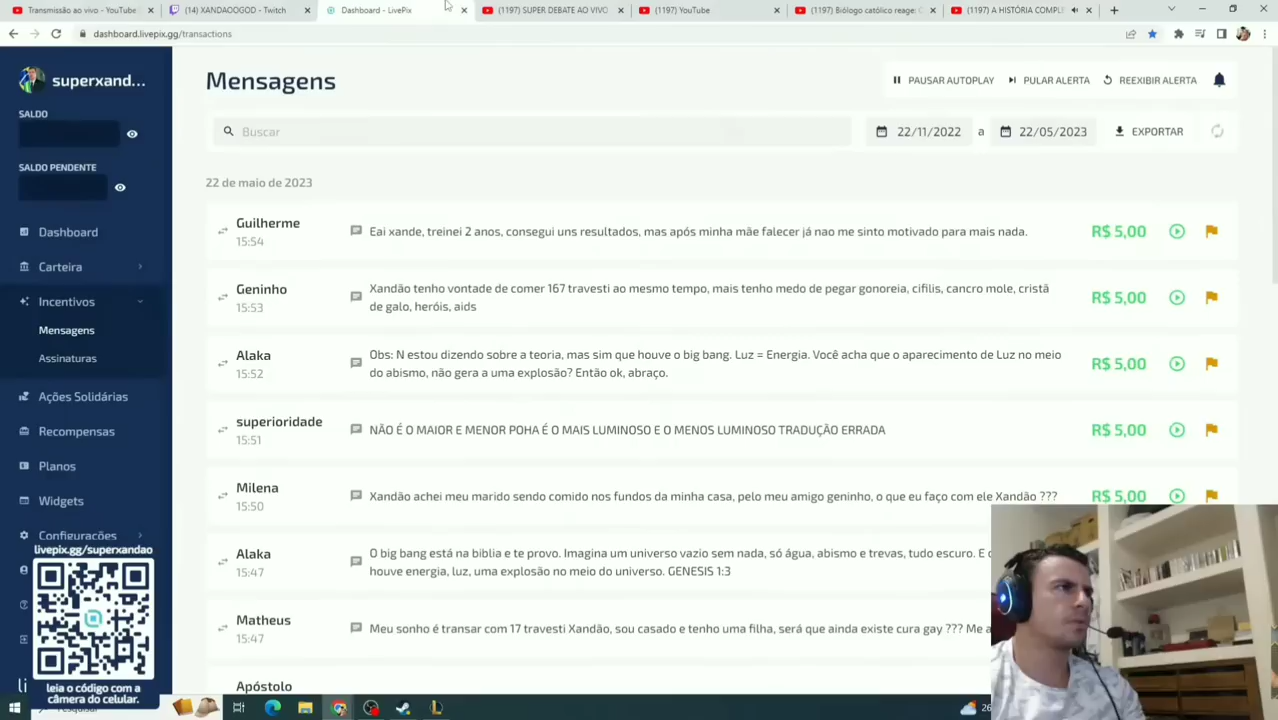 Transmissão ao vivo - YouTube
(14) XANDAOOGOD - Twitch
Dashboard - LivePix
(1197) SUPER DEBATE AO VIVO
(1197) YouTube
(1197) Biólogo católico reage:
(1197) A HISTÓRIA COMPLE
dashboard.livepix.gg/transactions
superxand...
SALDO
SALDO PENDENTE
Dashboard
Carteira
Incentivos
Mensagens
Assinaturas
Ações Solidárias
Recompensas
Planos
Widgets
Configurações
livepix.gg/superxandao
leia o código com a
câmera do celular.
Mensagens
PAUSAR AUTOPLAY
PULAR ALERTA
REEXIBIR ALERTA
Buscar
22/11/2022 a 22/05/2023
EXPORTAR
22 de maio de 2023
Guilherme
15:54
Eai xande, treinei 2 anos, consegui uns resultados, mas após minha mãe falecer já nao me sinto motivado para mais nada.
R$ 5,00
Geninho
15:53
Xandão tenho vontade de comer 167 travesti ao mesmo tempo, mais tenho medo de pegar gonoreia, cifilis, cancro mole, cristã
de galo, heróis, aids
R$ 5,00
Alaka
15:52
Obs: N estou dizendo sobre a teoria, mas sim que houve o big bang. Luz = Energia. Você acha que o aparecimento de Luz no meio
do abismo, não gera a uma explosão? Então ok, abraço.
R$ 5,00
superioridade
15:51
NÃO É O MAIOR E MENOR POHA É O MAIS LUMINOSO E O MENOS LUMINOSO TRADUÇÃO ERRADA
R$ 5,00
Milena
15:50
Xandão achei meu marido sendo comido nos fundos da minha casa, pelo meu amigo geninho, o que eu faço com ele Xandão ???
R$ 5,00
Alaka
15:47
O big bang está na biblia e te provo. Imagina um universo vazio sem nada, só água, abismo e trevas, tudo escuro. E
houve energia, luz, uma explosão no meio do universo. GENESIS 1:3
Matheus
15:47
Meu sonho é transar com 17 travesti Xandão, sou casado e tenho uma filha, será que ainda existe cura gay ??? Me
Apóstolo
26